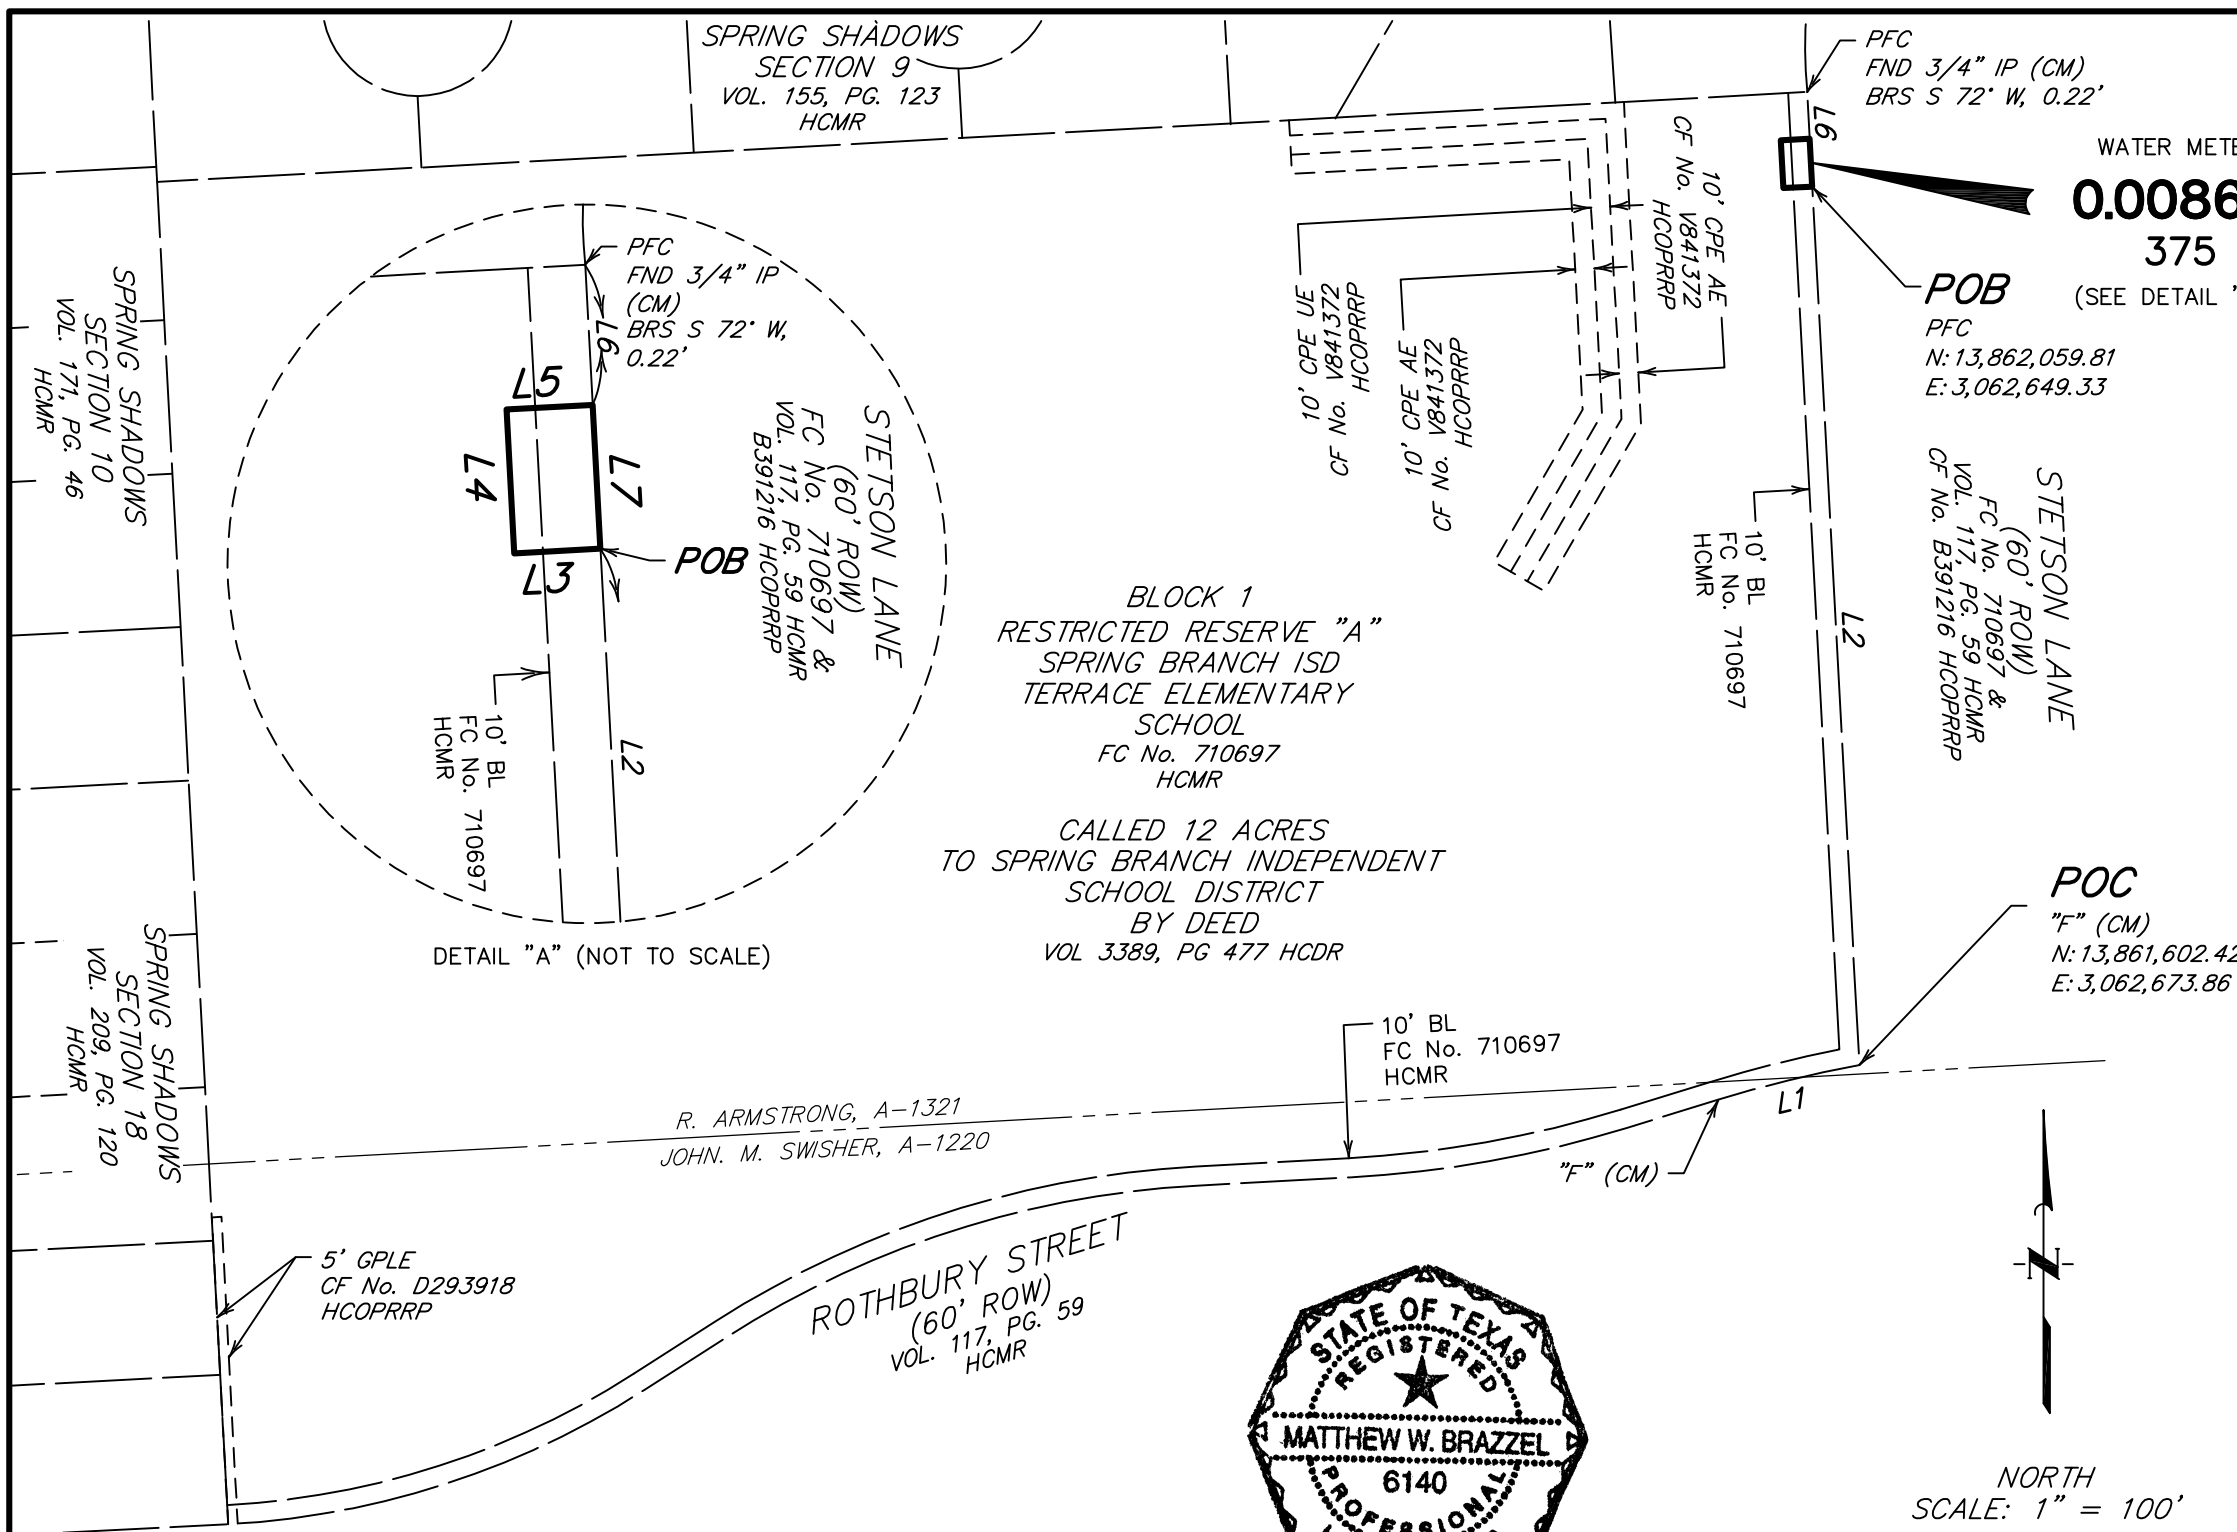 SPRING SHADOWS
SECTION 9
VOL. 155, PG. 123
HCMR
PFC
FND 3/4" IP (CM)
BRS S 72° W, 0.22'
L6
WATER
0.0086
375
(SEE DETAIL
POB
PFC
N: 13,862,059.81
E: 3,062,649.33
10' CPE AE
CF No. V841372
HCOPRRP
10' CPE UE
CF No. V841372
HCOPRRP
10' CPE AE
CF No. V841372
HCOPRRP
SPRING SHADOWS
SECTION 10
VOL. 171, PG. 46
HCMR
PFC
FND 3/4" IP
(CM)
BRS S 72° W,
0.22'
L6
L5
L4
L7
L3
POB
STETSON LANE
(60' ROW)
FC No. 710697 &
VOL. 117, PG. 59 HCMR
B391216 HCOPRRP
10' BL
FC No. 710697
HCMR
L2
DETAIL "A" (NOT TO SCALE)
STETSON LANE
(60' ROW)
FC No. 710697 &
VOL. 117, PG. 59 HCMR
CF No. B391216 HCOPRRP
10' BL
FC No. 710697
HCMR
L2
BLOCK 1
RESTRICTED RESERVE "A"
SPRING BRANCH ISD
TERRACE ELEMENTARY
SCHOOL
FC No. 710697
HCMR
CALLED 12 ACRES
TO SPRING BRANCH INDEPENDENT
SCHOOL DISTRICT
BY DEED
VOL 3389, PG 477 HCDR
POC
"F" (CM)
N: 13,861,602.42
E: 3,062,673.86
SPRING SHADOWS
SECTION 18
VOL. 209, PG. 120
HCMR
10' BL
FC No. 710697
HCMR
L1
"F" (CM)
R. ARMSTRONG, A-1321
JOHN. M. SWISHER, A-1220
5' GPLE
CF No. D293918
HCOPRRP
ROTHBURY STREET
(60' ROW)
VOL. 117, PG. 59
HCMR
STATE OF TEXAS
REGISTERED
MATTHEW W. BRAZZEL
6140
PROFESSIONAL
N
NORTH
SCALE: 1" = 100'